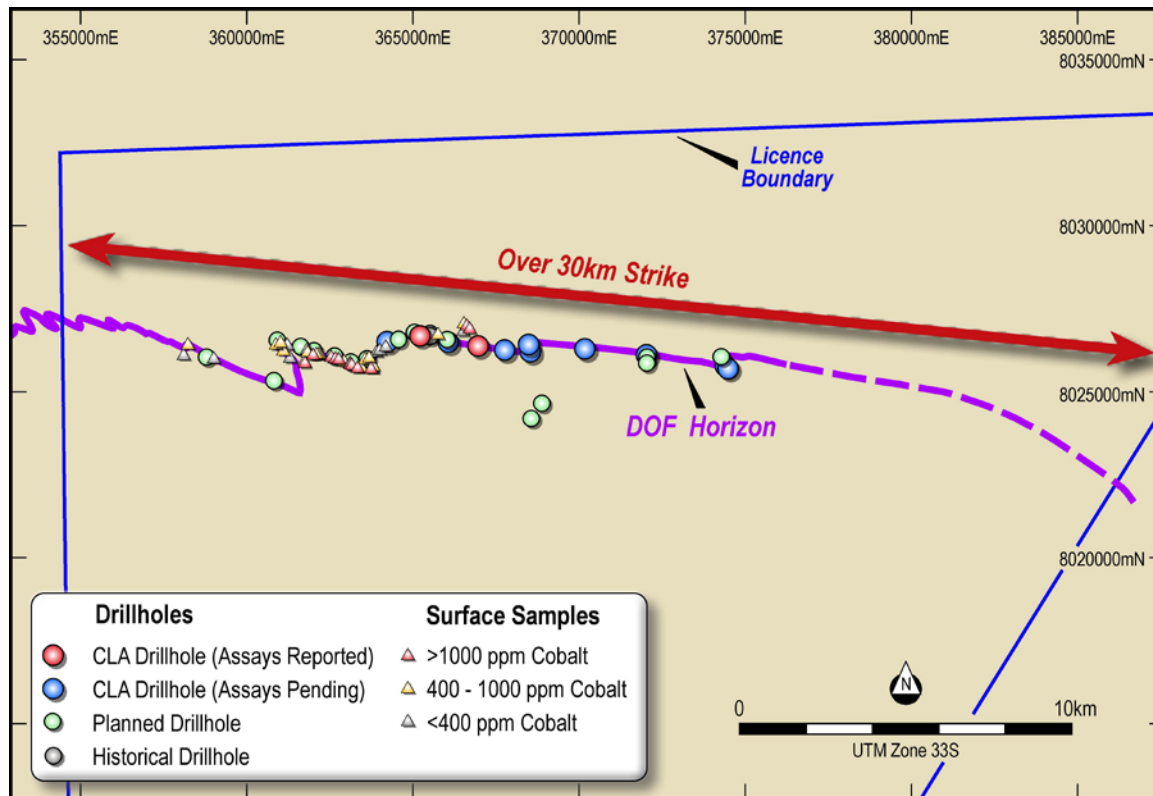 355000mE 360000mE 365000mE 370000mE 375000mE 380000mE 385000mE
8035000mN
Licence
Boundary
8030000mN
Over 30km Strike
8025000mN
DOF Horizon
8020000mN
Drillholes
CLA Drillhole (Assays Reported)
CLA Drillhole (Assays Pending)
Planned Drillhole
Historical Drillhole
Surface Samples
>1000 ppm Cobalt
400 - 1000 ppm Cobalt
<400 ppm Cobalt
N
0 10km
UTM Zone 33S